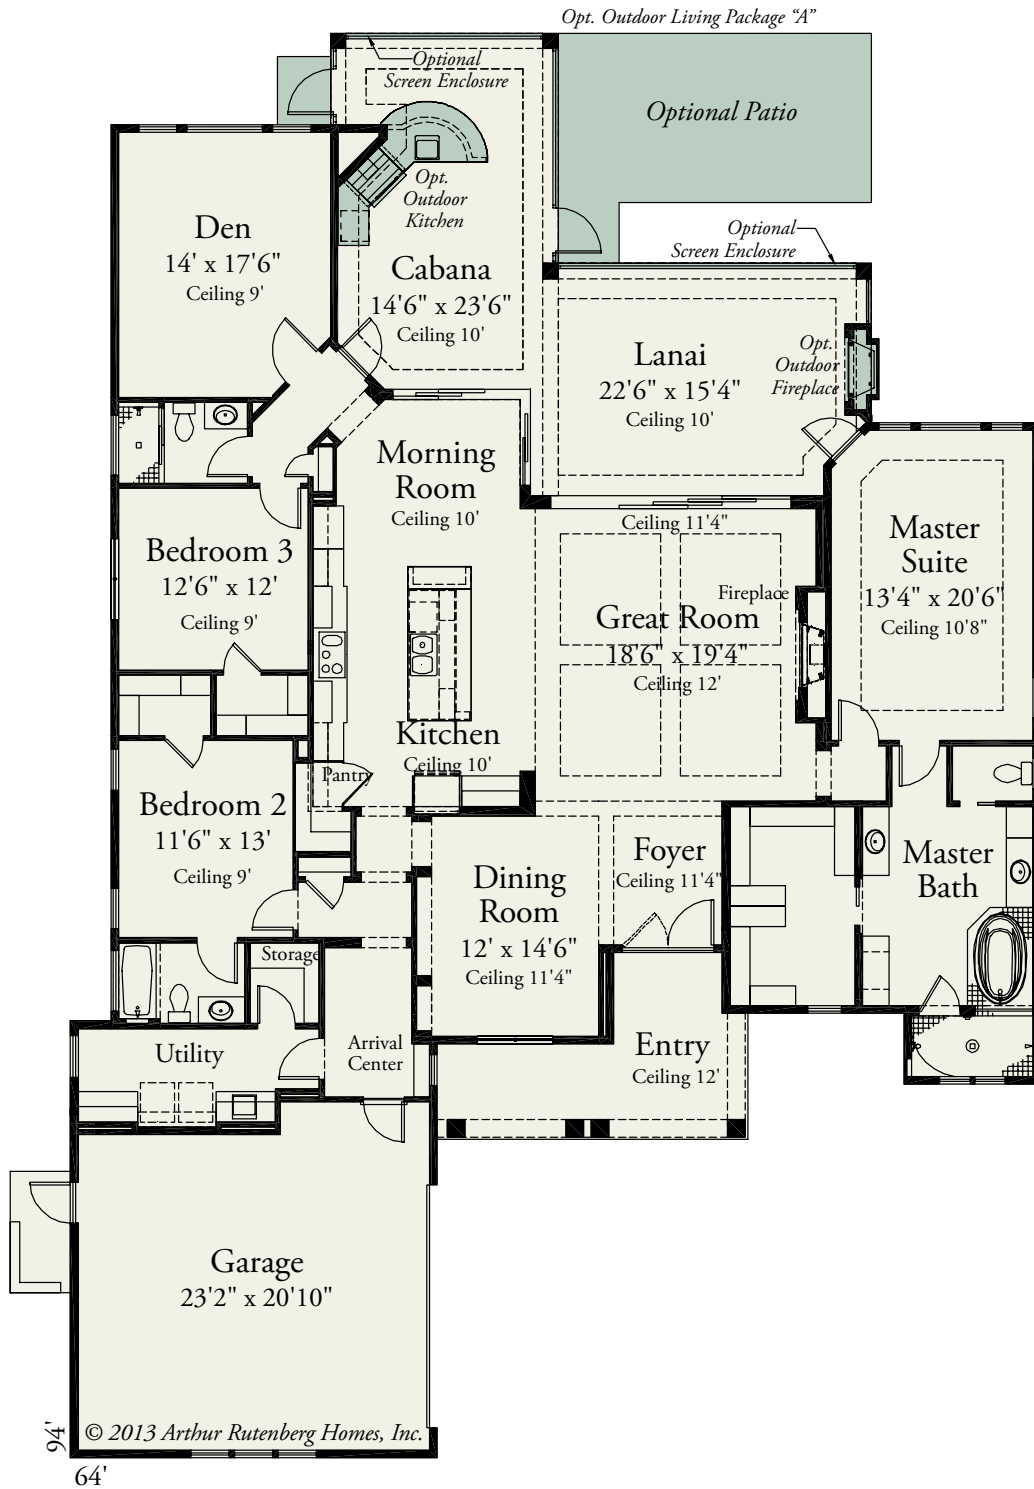 Opt. Outdoor Living Package “A”
Optional
Screen Enclosure
Optional Patio
Opt.
Outdoor
Kitchen
Den
14' x 17'6"
Ceiling 9'
Cabana
14'6" x 23'6"
Ceiling 10'
Optional
Screen Enclosure
Lanai
22'6" x 15'4"
Ceiling 10'
Opt.
Outdoor
Fireplace
Morning
Room
Ceiling 10'
Ceiling 11'4"
Master
Suite
13'4" x 20'6"
Ceiling 10'8"
Bedroom 3
12'6" x 12'
Ceiling 9'
Fireplace
Great Room
18'6" x 19'4"
Ceiling 12'
Kitchen
Ceiling 10'
Pantry
Bedroom 2
11'6" x 13'
Ceiling 9'
Foyer
Ceiling 11'4"
Master
Bath
Dining
Room
12' x 14'6"
Ceiling 11'4"
Storage
Utility
Arrival
Center
Entry
Ceiling 12'
Garage
23'2" x 20'10"
© 2013 Arthur Rutenberg Homes, Inc.
94'
64'